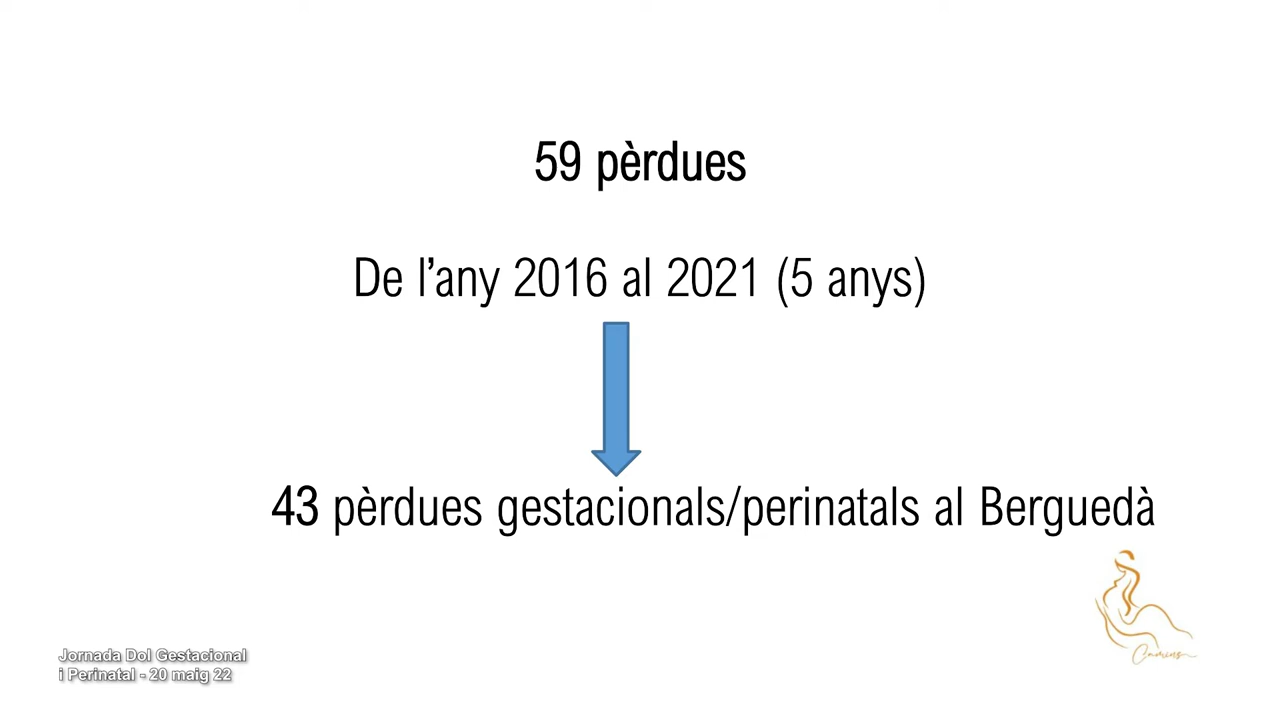 59 pèrdues
De l’any 2016 al 2021 (5 anys)
43 pèrdues gestacionals/perinatals al Berguedà
Camins
Jornada Dol Gestacional
i Perinatal - 20 maig 22